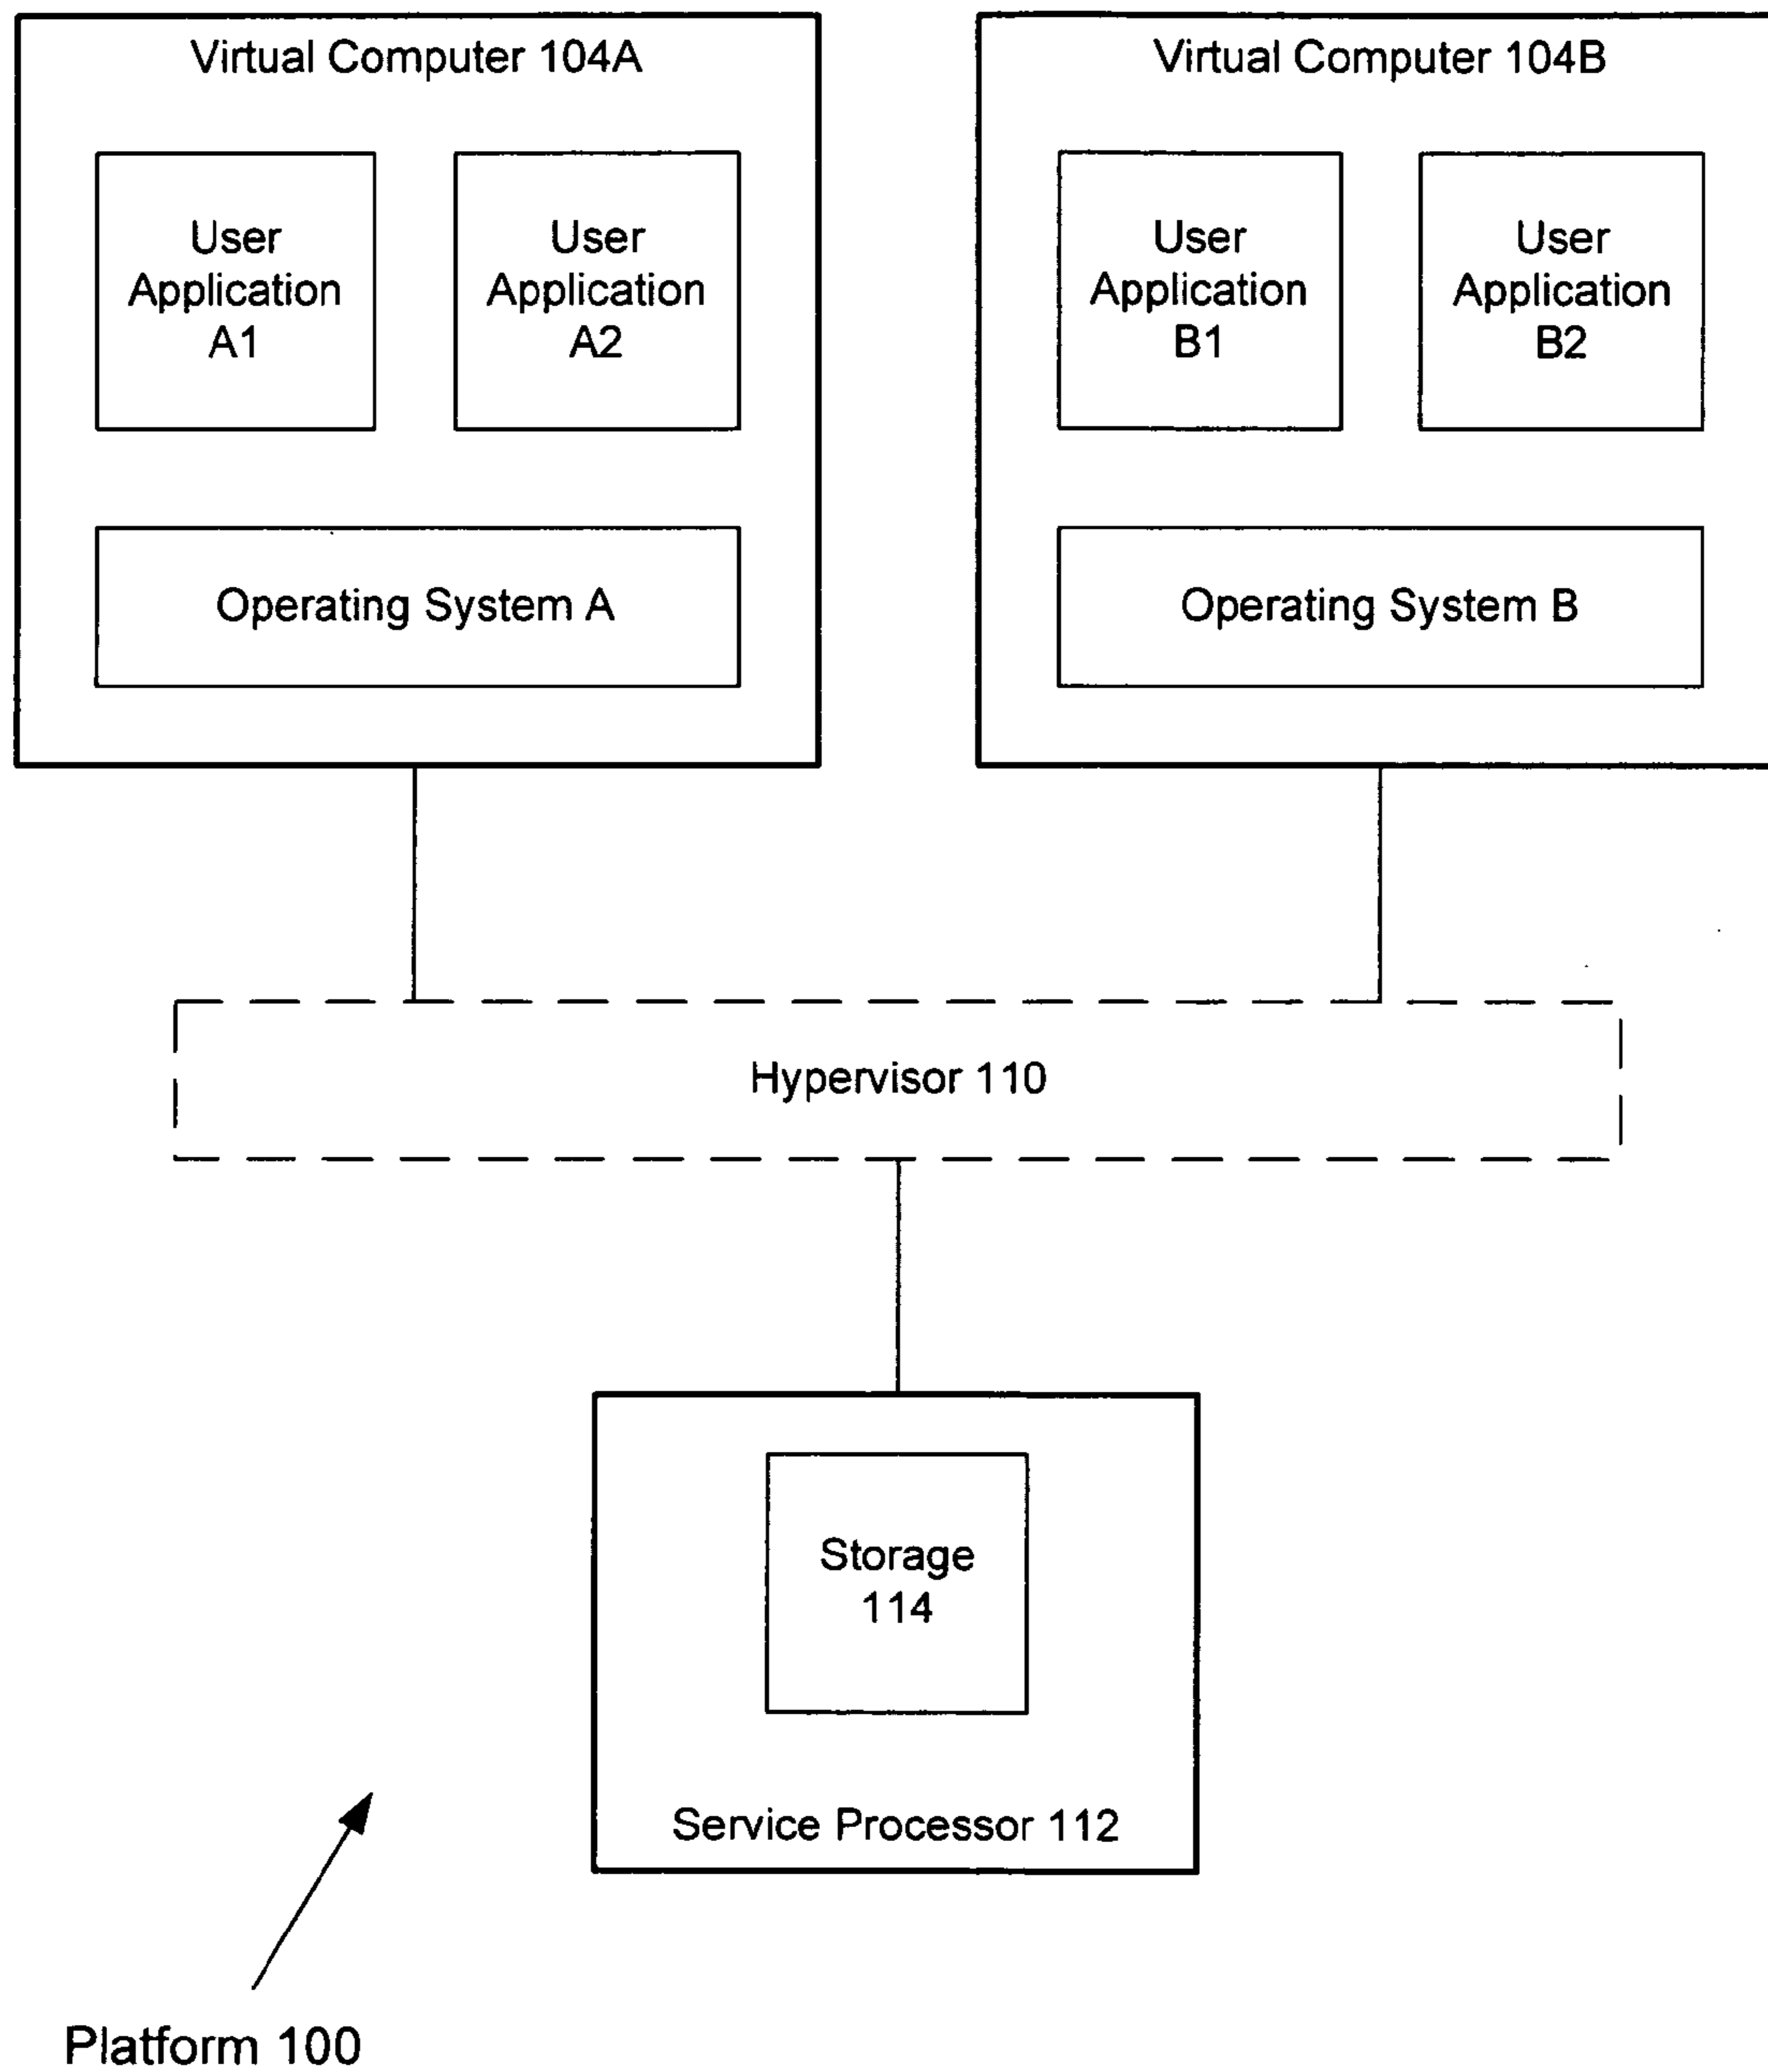 Virtual Computer 104A
User
Application
A1
User
Application
A2
Operating System A
Virtual Computer 104B
User
Application
B1
User
Application
B2
Operating System B
Hypervisor 110
Storage
114
Service Processor 112
Platform 100